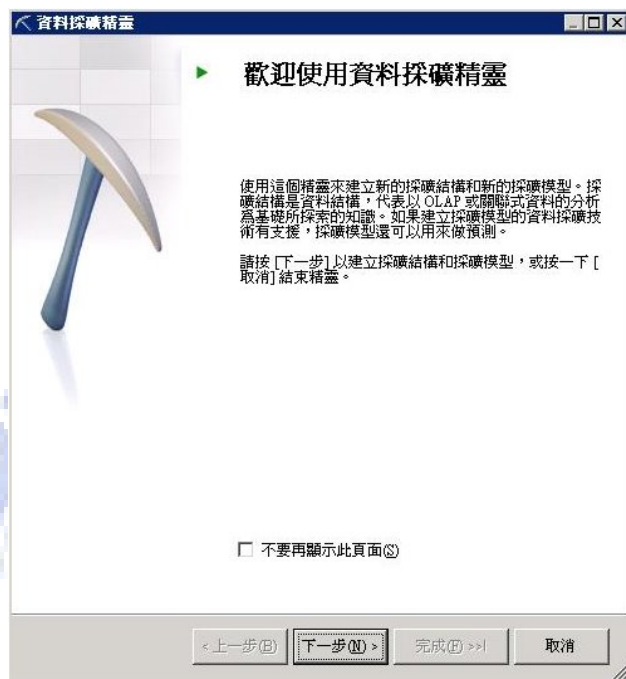 資料採礦精靈
歡迎使用資料採礦精靈
使用這個精靈來建立新的採礦結構和新的採礦模型。採
礦結構是資料結構，代表以 OLAP 或關聯式資料的分析
為基礎所探索的知識。如果建立採礦模型的資料採礦技
術有支援，採礦模型還可以用來做預測。
請按 [下一步] 以建立採礦結構和採礦模型，或按一下 [
取消] 結束精靈。
不要再顯示此頁面(S)
<上一步(B) 下一步(N) > 完成(F) >>| 取消